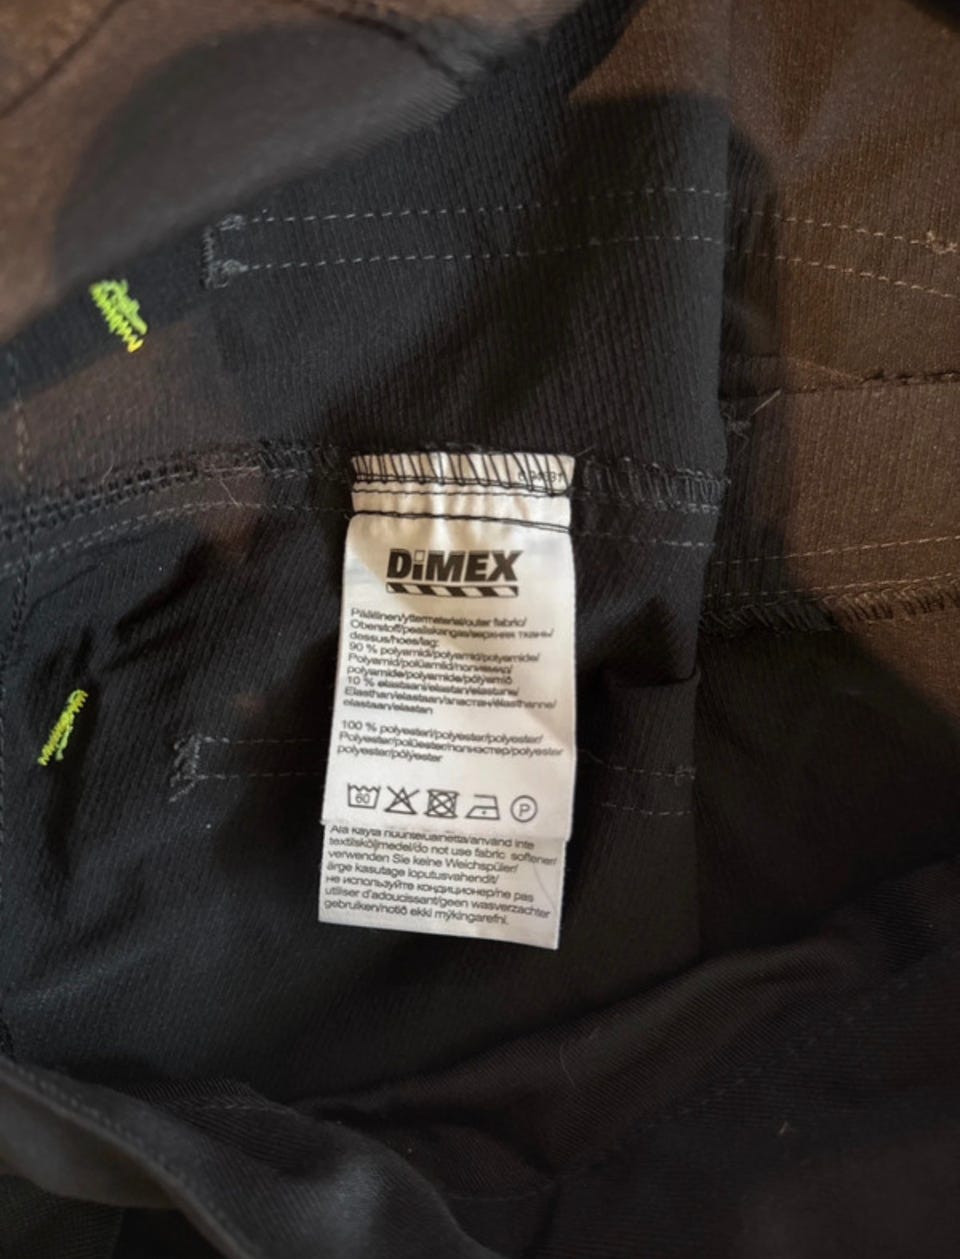 DiMEX
Päällinen/yttermaterial/outer fabric/
Oberstoff/pealiskangas/верхняя ткань/
dessus/hoes/lag:
90 % polyamidi/polyamid/polyamide/
Polyamid/polüamiid/полиамид/
polyamide/polyamide/pólýamíð
10 % elastaani/elastan/elastane/
Elasthan/elastaan/эластан/élasthanne/
elastaan/elastan
100 % polyesteri/polyester/polyester/
Polyester/polüester/полиэстер/polyester
polyester/pólýester
60
P
Älä käytä huuhteluainetta/använd inte
textilsköljmedel/do not use fabric softener/
verwenden Sie keine Weichspüler/
ärge kasutage loputusvahendit/
не используйте кондиционер/ne pas
utiliser d'adoucissant/geen wasverzachter
gebruiken/notið ekki mýkingarefni.